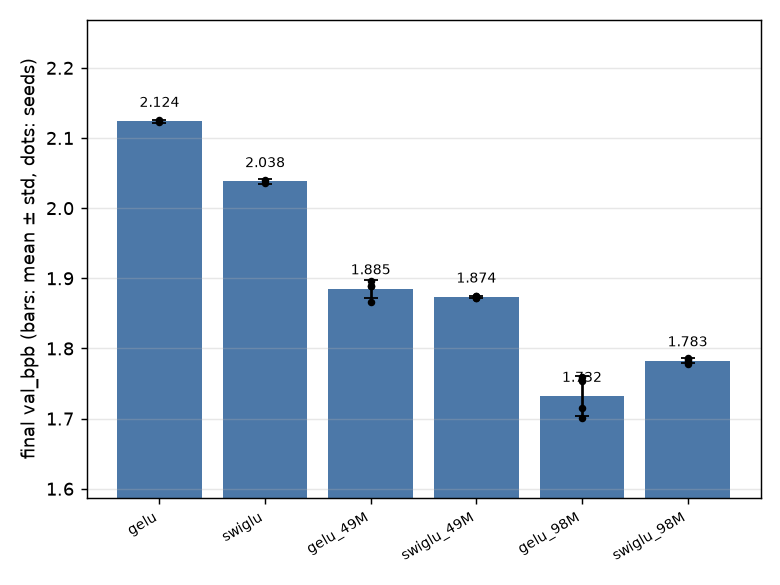 final val_bpb (bars: mean ± std, dots: seeds)
2.2
2.1
2.0
1.9
1.8
1.7
1.6
2.124
2.038
1.885
1.874
1.732
1.783
gelu
swiglu
gelu_49M
swiglu_49M
gelu_98M
swiglu_98M